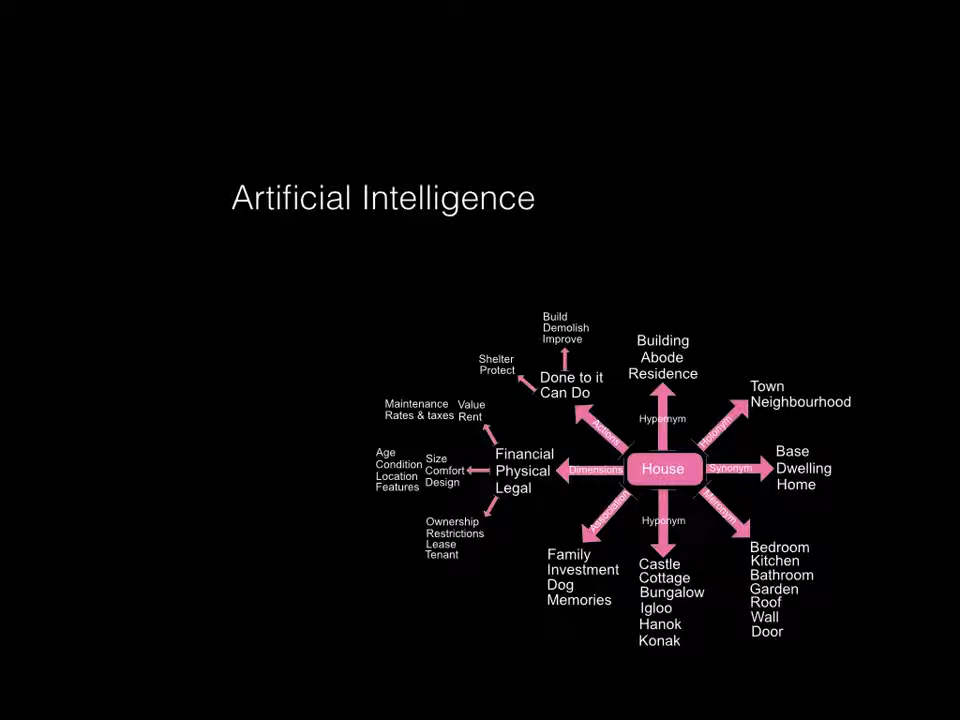 Artificial Intelligence
Build
Demolish
Improve
Shelter
Protect
Done to it
Can Do
Building
Abode
Residence
Town
Neighbourhood
Maintenance
Rates & taxes
Value
Rent
Actions
Hypernym
Holonym
Age
Condition
Location
Features
Size
Comfort
Design
Financial
Physical
Legal
Dimensions
House
Synonym
Base
Dwelling
Home
Ownership
Restrictions
Lease
Tenant
Association
Hyponym
Meronym
Family
Investment
Dog
Memories
Castle
Cottage
Bungalow
Igloo
Hanok
Konak
Bedroom
Kitchen
Bathroom
Garden
Roof
Wall
Door